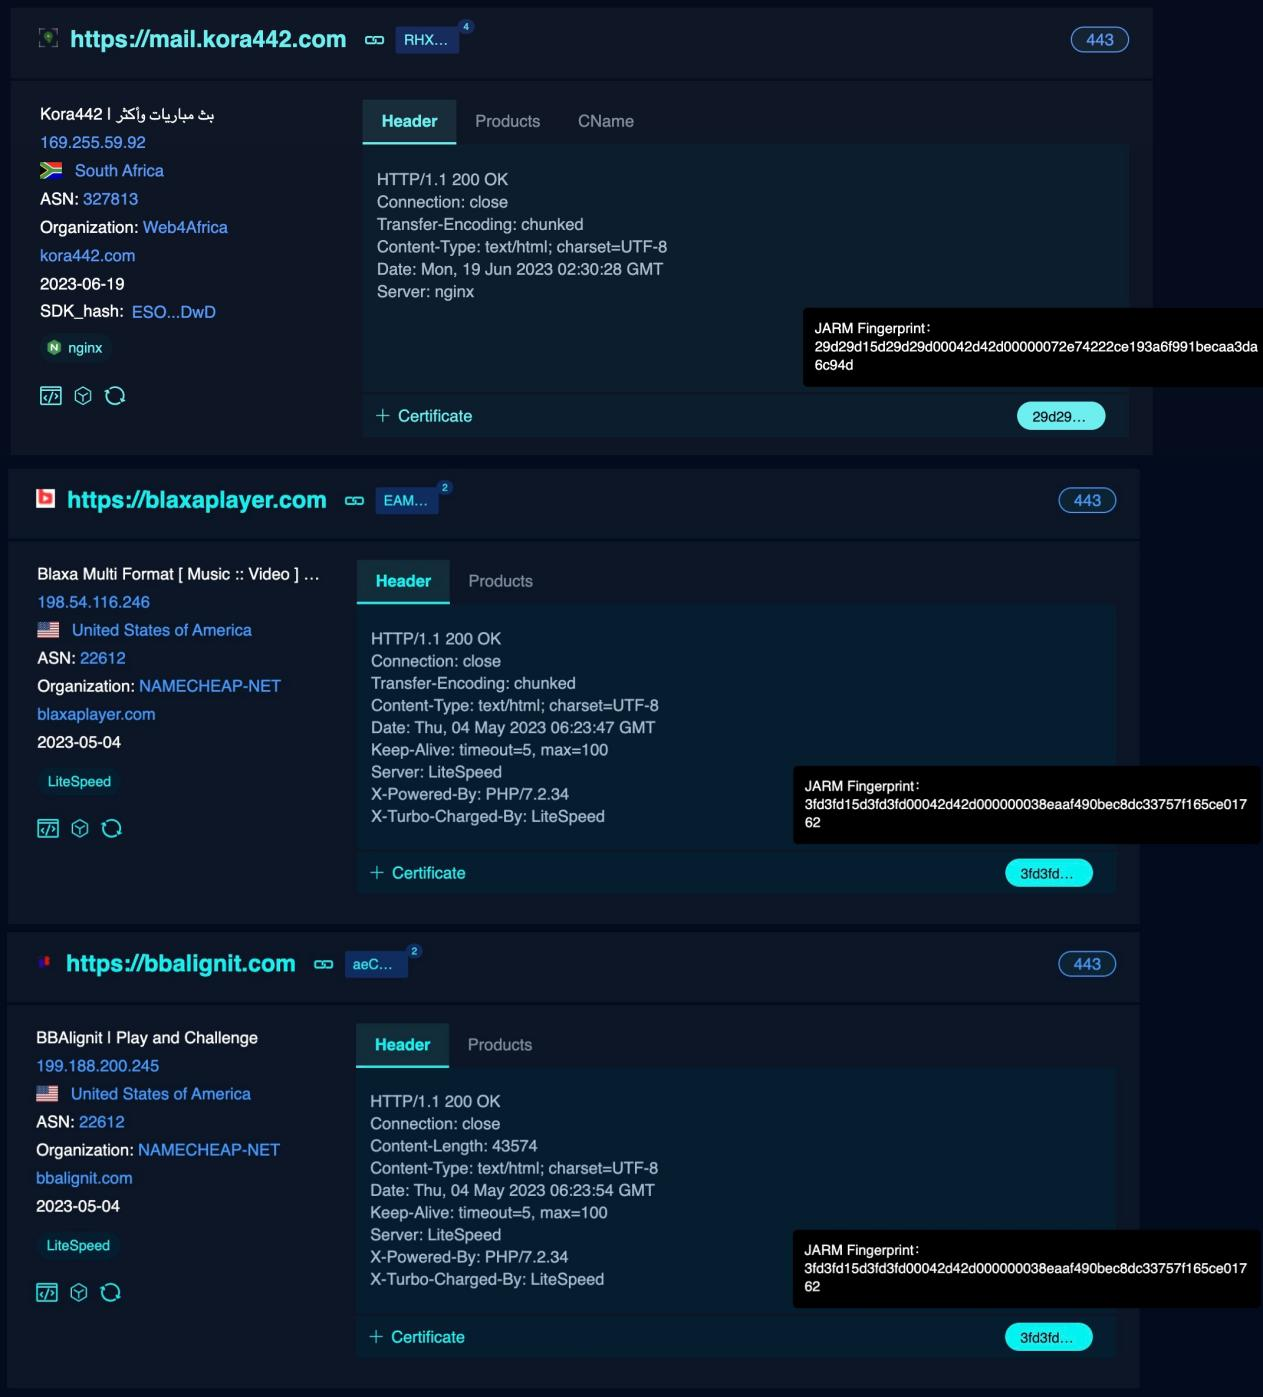 https://mail.kora442.com RHX... 4 443
Kora442 | بث مباريات وأكثر
169.255.59.92
South Africa
ASN: 327813
Organization: Web4Africa
kora442.com
2023-06-19
SDK_hash: ESO...DwD
nginx
Header Products CName
HTTP/1.1 200 OK
Connection: close
Transfer-Encoding: chunked
Content-Type: text/html; charset=UTF-8
Date: Mon, 19 Jun 2023 02:30:28 GMT
Server: nginx
JARM Fingerprint:
29d29d15d29d29d00042d42d00000072e74222ce193a6f991becaa3da
6c94d
+ Certificate 29d29...
https://blaxaplayer.com EAM... 2 443
Blaxa Multi Format [ Music :: Video ] ...
198.54.116.246
United States of America
ASN: 22612
Organization: NAMECHEAP-NET
blaxaplayer.com
2023-05-04
LiteSpeed
Header Products
HTTP/1.1 200 OK
Connection: close
Transfer-Encoding: chunked
Content-Type: text/html; charset=UTF-8
Date: Thu, 04 May 2023 06:23:47 GMT
Keep-Alive: timeout=5, max=100
Server: LiteSpeed
X-Powered-By: PHP/7.2.34
X-Turbo-Charged-By: LiteSpeed
JARM Fingerprint:
3fd3fd15d3fd3fd00042d42d000000038eaaf490bec8dc33757f165ce017
62
+ Certificate 3fd3fd...
https://bbalignit.com aeC... 2 443
BBAlignit | Play and Challenge
199.188.200.245
United States of America
ASN: 22612
Organization: NAMECHEAP-NET
bbalignit.com
2023-05-04
LiteSpeed
Header Products
HTTP/1.1 200 OK
Connection: close
Content-Length: 43574
Content-Type: text/html; charset=UTF-8
Date: Thu, 04 May 2023 06:23:54 GMT
Keep-Alive: timeout=5, max=100
Server: LiteSpeed
X-Powered-By: PHP/7.2.34
X-Turbo-Charged-By: LiteSpeed
JARM Fingerprint:
3fd3fd15d3fd3fd00042d42d000000038eaaf490bec8dc33757f165ce017
62
+ Certificate 3fd3fd...